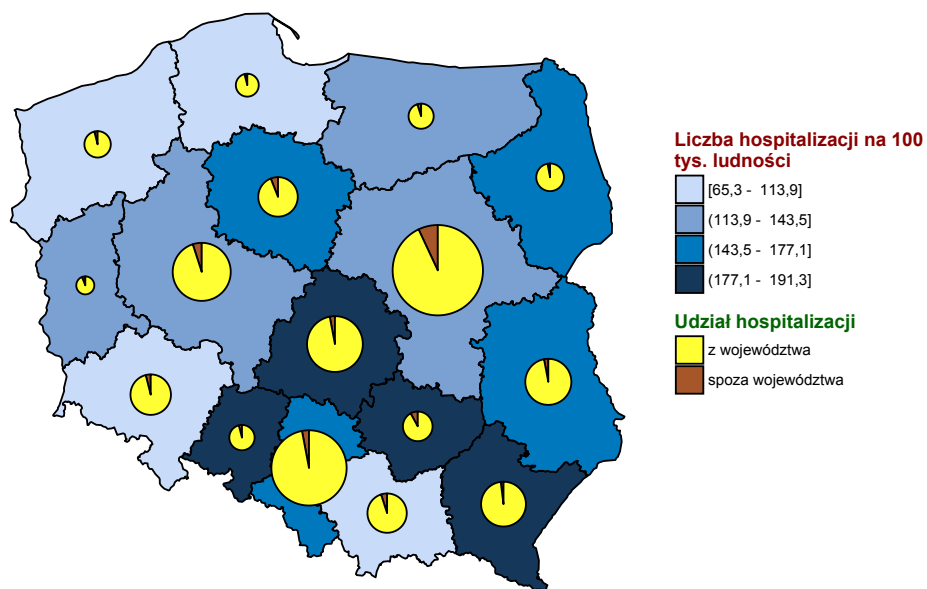 Liczba hospitalizacji na 100
tys. ludności
[65,3 - 113,9]
(113,9 - 143,5]
(143,5 - 177,1]
(177,1 - 191,3]
Udział hospitalizacji
z województwa
spoza województwa